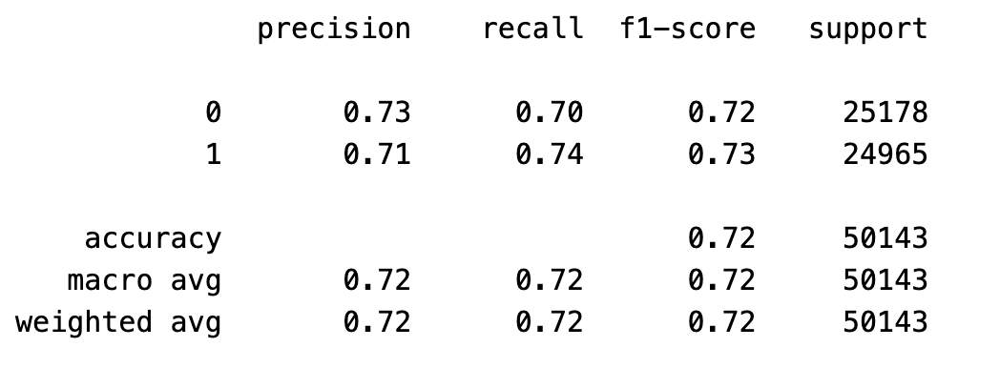 precision recall f1-score support
0 0.73 0.70 0.72 25178
1 0.71 0.74 0.73 24965
accuracy 0.72 50143
macro avg 0.72 0.72 0.72 50143
weighted avg 0.72 0.72 0.72 50143